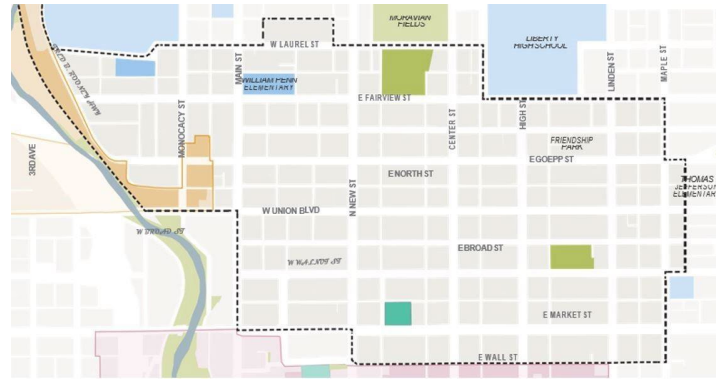 MORAVIAN
FIELDS
W LAUREL ST
LIBERTY
HIGH SCHOOL
MAIN ST
WILLIAM PENN
ELEMENTARY
E FAIRVIEW ST
LINDEN ST
MAPLE ST
MONOCACY ST
CENTER ST
HIGH ST
FRIENDSHIP
PARK
E GOEPP ST
3RD AVE
E NORTH ST
THOMAS
JEFFERSON
ELEMENTARY
N NEW ST
W UNION BLVD
W BROAD ST
E BROAD ST
W WALNUT ST
E MARKET ST
E WALL ST